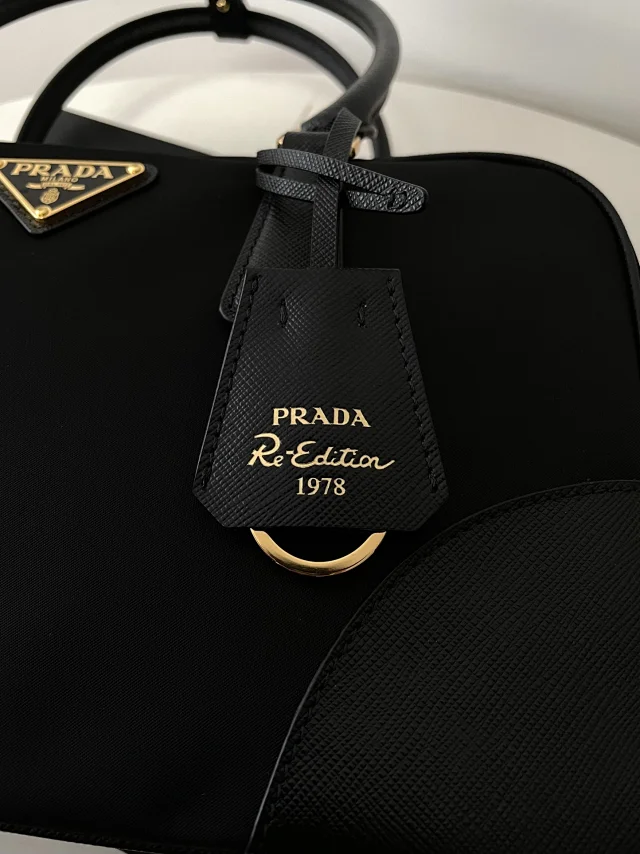 PRADA
MILANO
PRADA
Re-Edition
1978